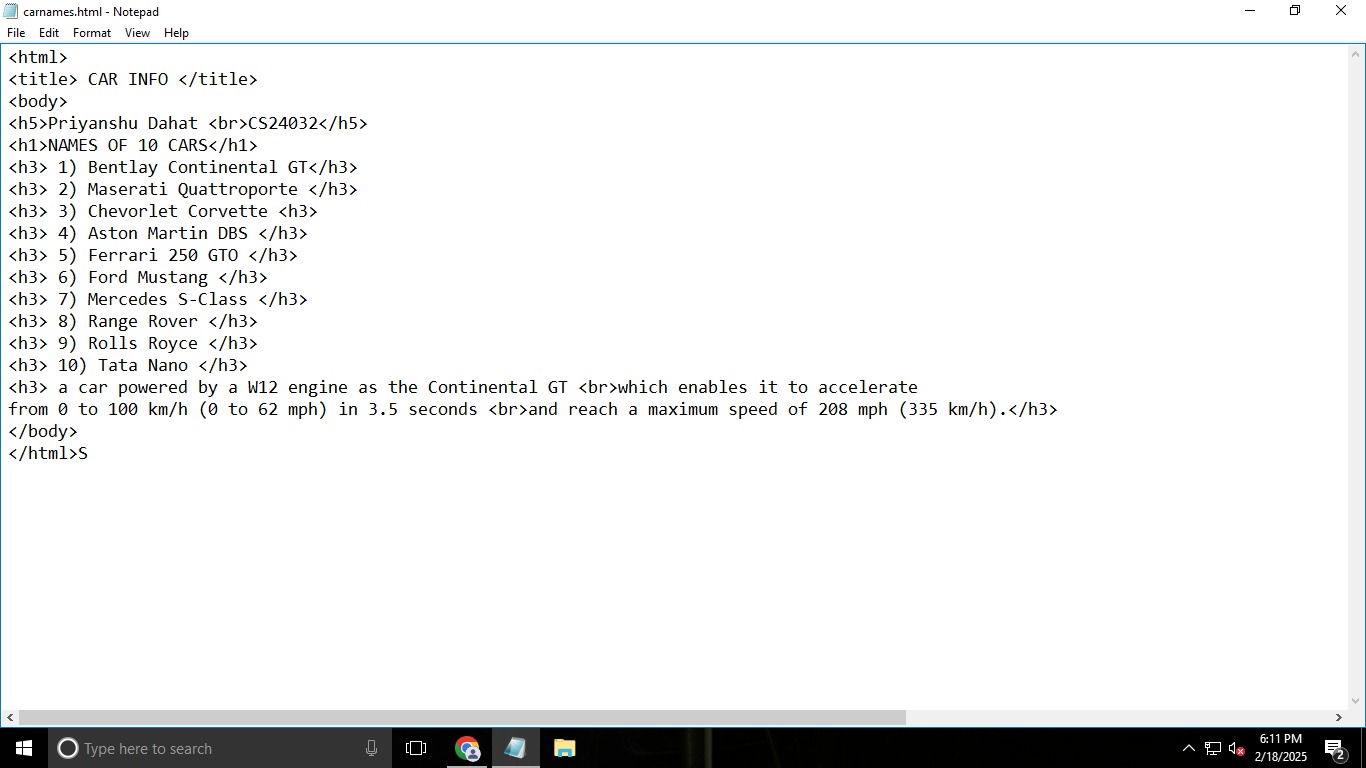 carnames.html - Notepad
File Edit Format View Help
<html>
<title> CAR INFO </title>
<body>
<h5>Priyanshu Dahat <br>CS24032</h5>
<h1>NAMES OF 10 CARS</h1>
<h3> 1) Bentlay Continental GT</h3>
<h3> 2) Maserati Quattroporte </h3>
<h3> 3) Chevorlet Corvette <h3>
<h3> 4) Aston Martin DBS </h3>
<h3> 5) Ferrari 250 GTO </h3>
<h3> 6) Ford Mustang </h3>
<h3> 7) Mercedes S-Class </h3>
<h3> 8) Range Rover </h3>
<h3> 9) Rolls Royce </h3>
<h3> 10) Tata Nano </h3>
<h3> a car powered by a W12 engine as the Continental GT <br>which enables it to accelerate
from 0 to 100 km/h (0 to 62 mph) in 3.5 seconds <br>and reach a maximum speed of 208 mph (335 km/h).</h3>
</body>
</html>S
Type here to search
6:11 PM
2/18/2025
2